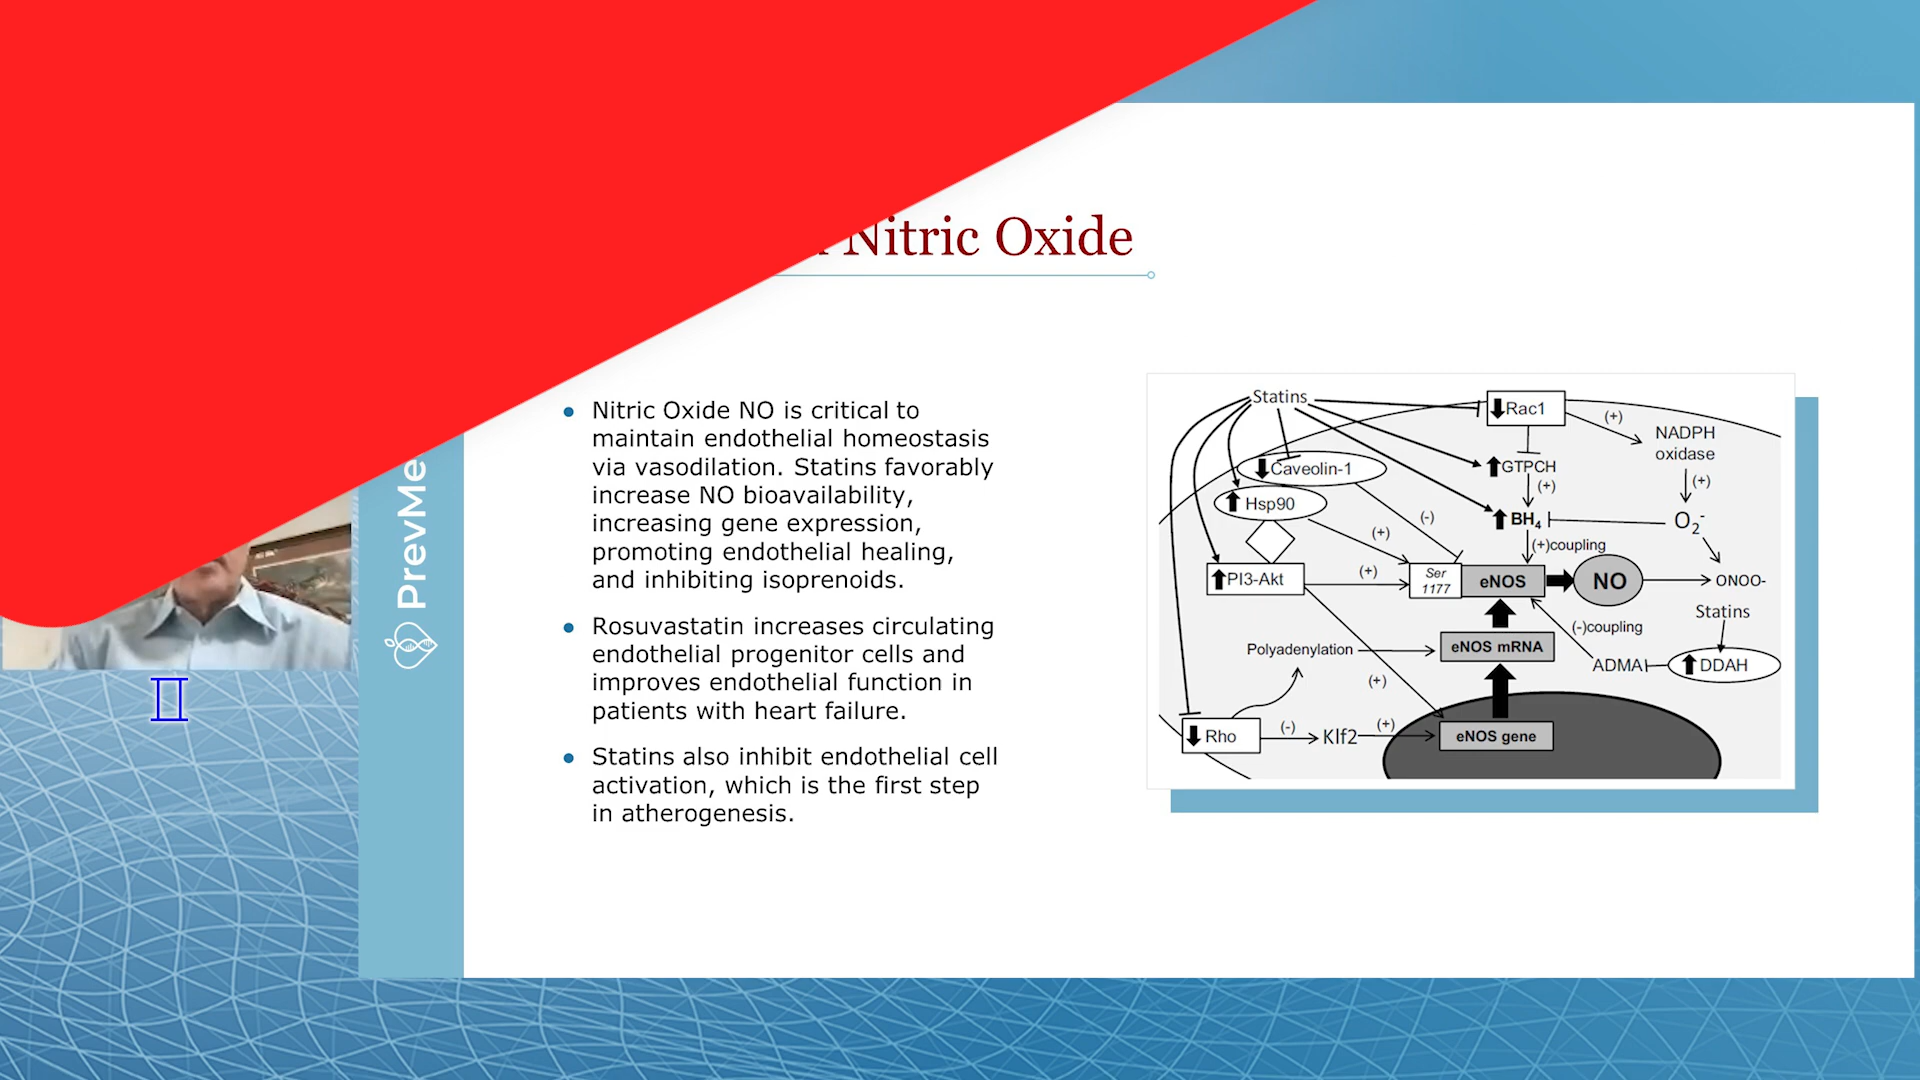 Nitric Oxide
Nitric Oxide NO is critical to
maintain endothelial homeostasis
via vasodilation. Statins favorably
increase NO bioavailability,
increasing gene expression,
promoting endothelial healing,
and inhibiting isoprenoids.
Rosuvastatin increases circulating
endothelial progenitor cells and
improves endothelial function in
patients with heart failure.
Statins also inhibit endothelial cell
activation, which is the first step
in atherogenesis.
PrevMe
Statins
Rac1
(+)
NADPH
oxidase
Caveolin-1
GTPCH
(+)
(+)
Hsp90
(-)
BH4
O2-
(+)
(+)coupling
PI3-Akt
(+)
Ser
1177
eNOS
NO
ONOO-
Statins
(-)coupling
Polyadenylation
eNOS mRNA
ADMA
DDAH
(+)
Rho
(-)
Klf2
(+)
eNOS gene